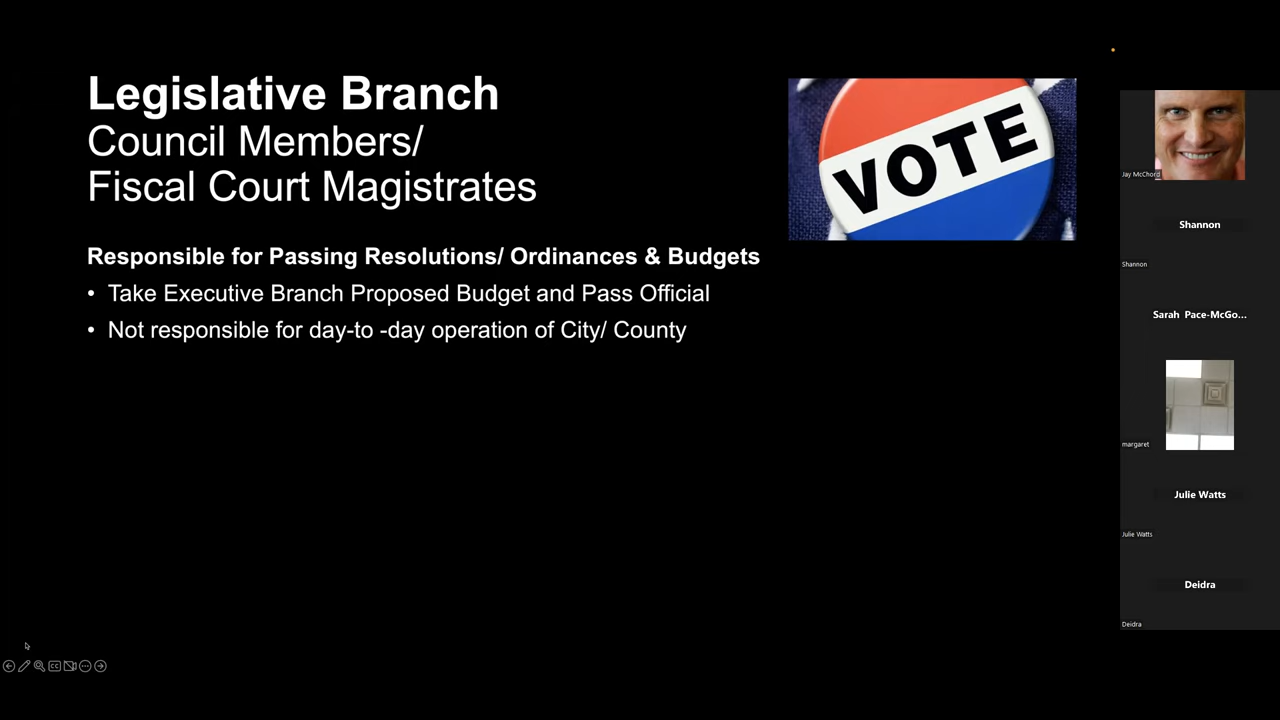 Legislative Branch
Council Members/
Fiscal Court Magistrates
VOTE
Responsible for Passing Resolutions/ Ordinances & Budgets
• Take Executive Branch Proposed Budget and Pass Official
• Not responsible for day-to -day operation of City/ County
Jay McChord
Shannon
Shannon
Sarah Pace-McGo...
margaret
Julie Watts
Julie Watts
Deidra
Deidra
CC